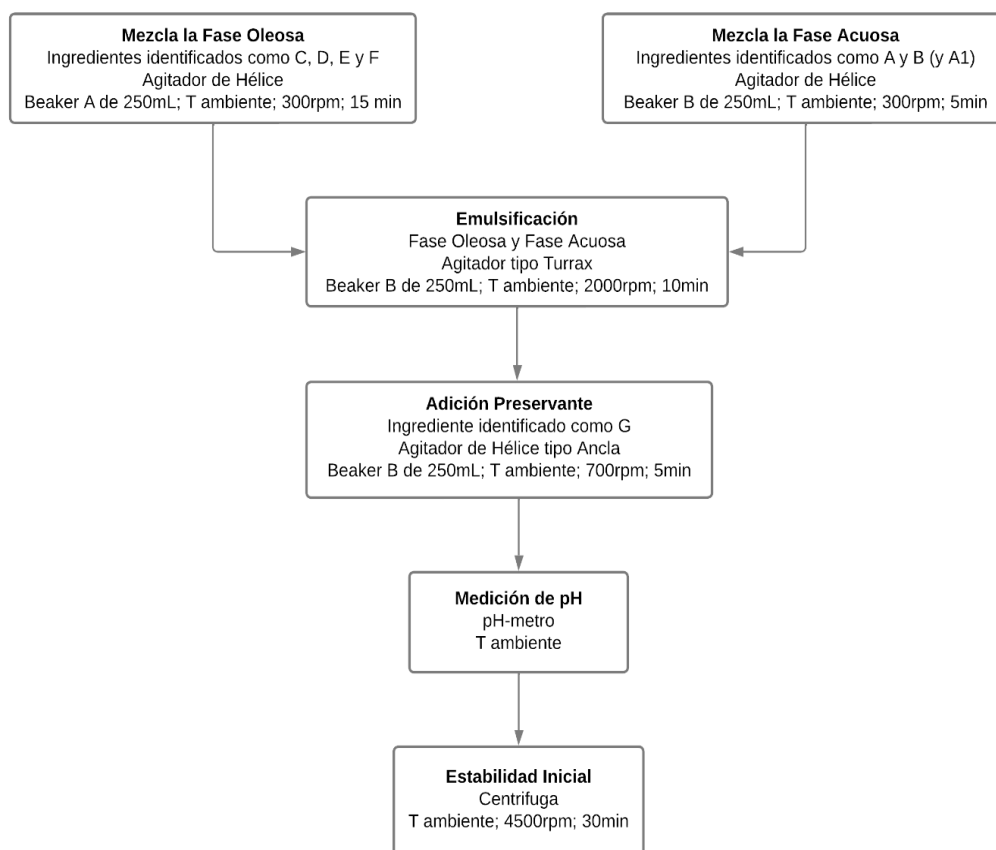 Mezcla la Fase Oleosa
Ingredientes identificados como C, D, E y F
Agitador de Hélice
Beaker A de 250mL; T ambiente; 300rpm; 15 min
Mezcla la Fase Acuosa
Ingredientes identificados como A y B (y A1)
Agitador de Hélice
Beaker B de 250mL; T ambiente; 300rpm; 5min
Emulsificación
Fase Oleosa y Fase Acuosa
Agitador tipo Turrax
Beaker B de 250mL; T ambiente; 2000rpm; 10min
Adición Preservante
Ingrediente identificado como G
Agitador de Hélice tipo Ancla
Beaker B de 250mL; T ambiente; 700rpm; 5min
Medición de pH
pH-metro
T ambiente
Estabilidad Inicial
Centrifuga
T ambiente; 4500rpm; 30min